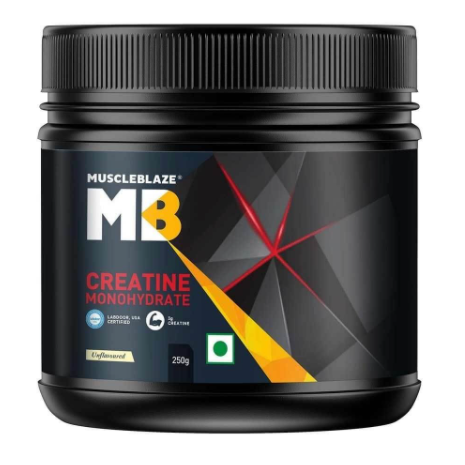 MUSCLEBLAZE®
MB
CREATINE
MONOHYDRATE
LABDOOR, USA
CERTIFIED
3g
CREATINE
Unflavoured
250g